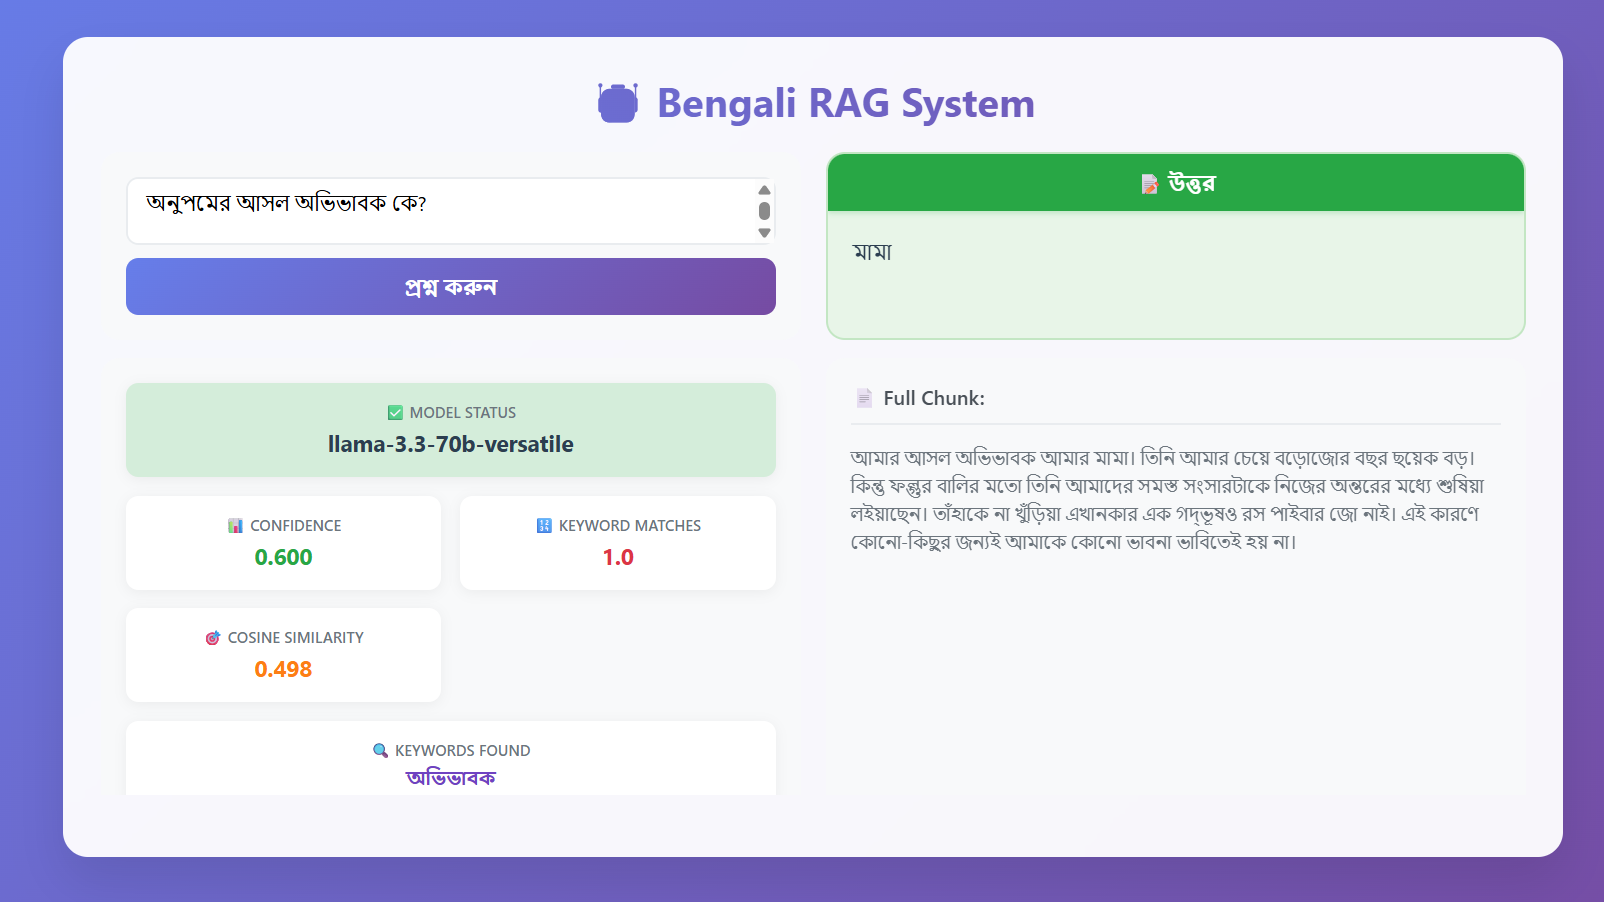 Bengali RAG System
অনুপমের আসল অভিভাবক কে?
প্রশ্ন করুন
উত্তর
মামা
MODEL STATUS
llama-3.3-70b-versatile
CONFIDENCE
0.600
KEYWORD MATCHES
1.0
COSINE SIMILARITY
0.498
KEYWORDS FOUND
অভিভাবক
Full Chunk:
আমার আসল অভিভাবক আমার মামা। তিনি আমার চেয়ে বড়োজোর বছর ছয়েক বড়।
কিন্তু ফল্গুর বালির মতো তিনি আমাদের সমস্ত সংসারটাকে নিজের অন্তরের মধ্যে শুষিয়া
লইয়াছেন। তাঁহাকে না খুঁড়িয়া এখানকার এক গদ্ভূষও রস পাইবার জো নাই। এই কারণে
কোনো-কিছুর জন্যই আমাকে কোনো ভাবনা ভাবিতেই হয় না।